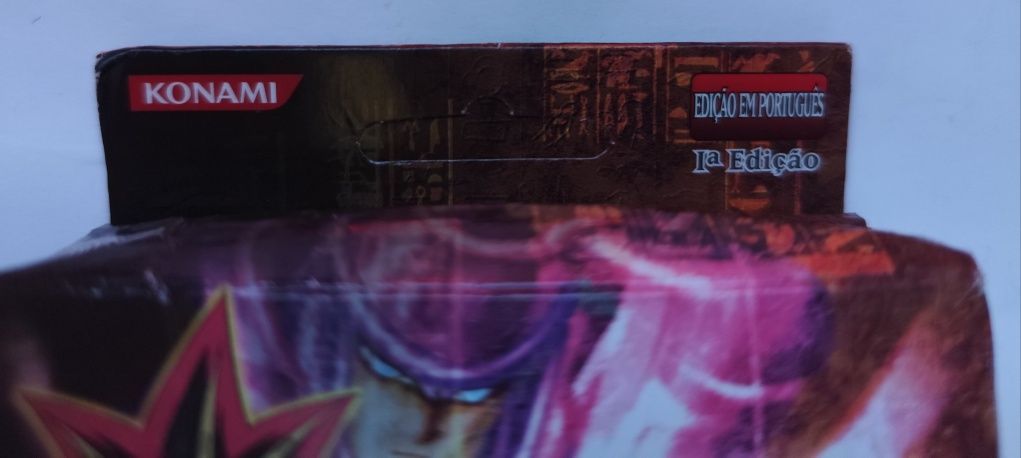 KONAMI
EDIÇÃO EM PORTUGUÊS
1ª Edição